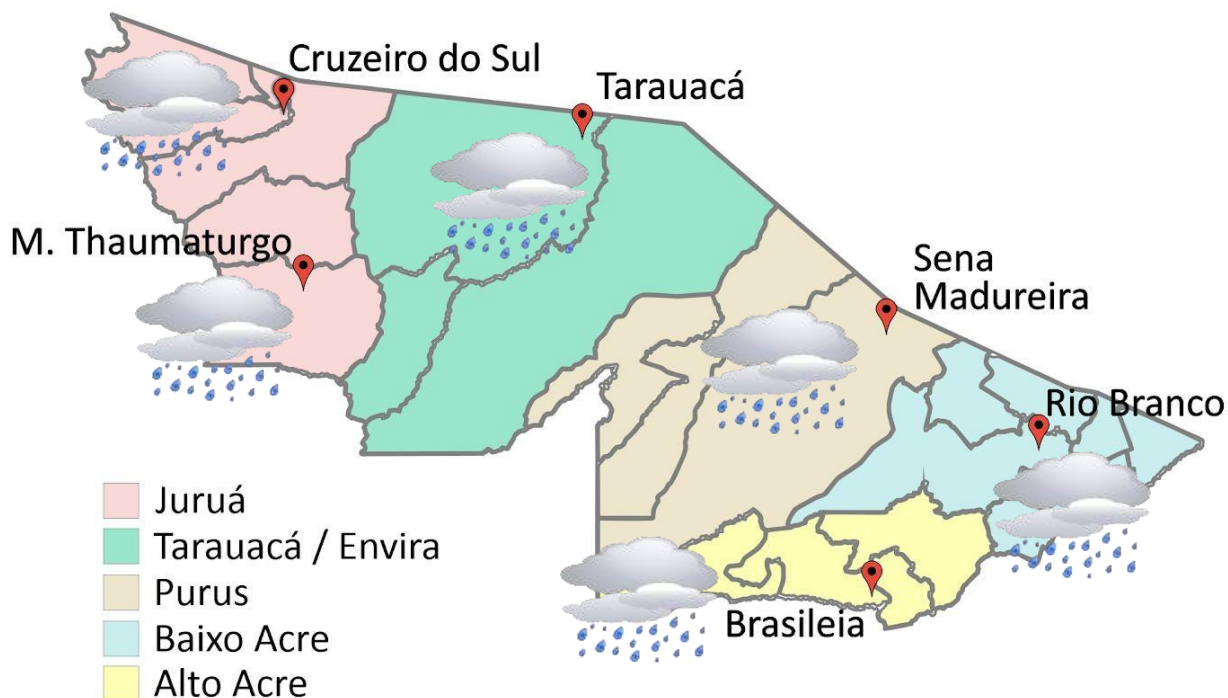 Cruzeiro do Sul
Tarauacá
M. Thaumaturgo
Sena
Madureira
Rio Branco
Brasileia
Juruá
Tarauacá / Envira
Purus
Baixo Acre
Alto Acre